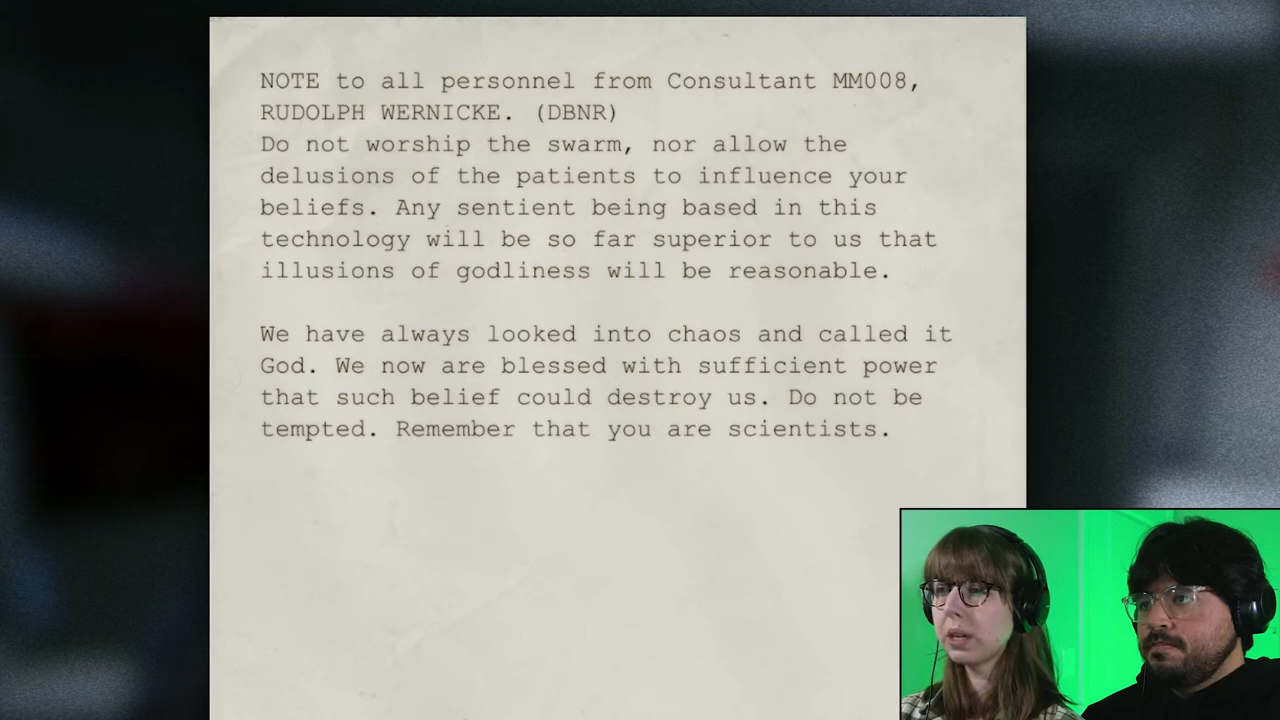 NOTE to all personnel from Consultant MM008,
RUDOLPH WERNICKE. (DBNR)
Do not worship the swarm, nor allow the
delusions of the patients to influence your
beliefs. Any sentient being based in this
technology will be so far superior to us that
illusions of godliness will be reasonable.
We have always looked into chaos and called it
God. We now are blessed with sufficient power
that such belief could destroy us. Do not be
tempted. Remember that you are scientists.